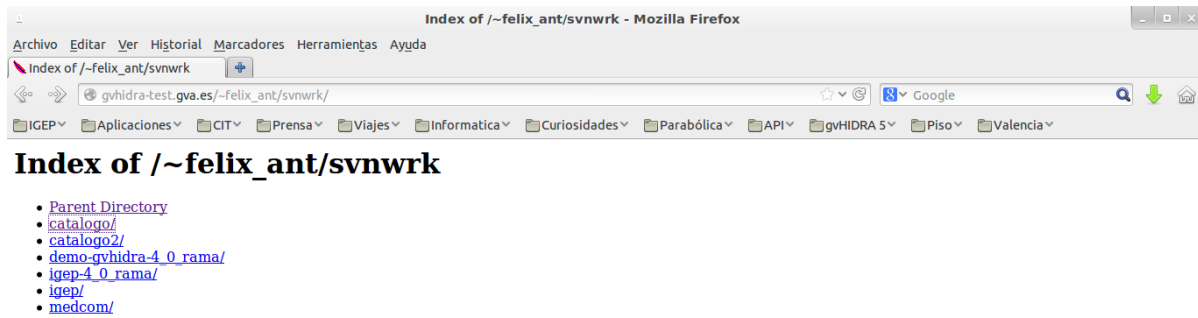 Index of /~felix_ant/svnwrk - Mozilla Firefox
Archivo Editar Ver Historial Marcadores Herramientas Ayuda
Index of /~felix_ant/svnwrk
gvhidra-test.gva.es/~felix_ant/svnwrk/ Google
IGEP Aplicaciones CIT Prensa Viajes Informatica Curiosidades Parabólica API gvHIDRA 5 Piso Valencia
Index of /~felix_ant/svnwrk
Parent Directory
catalogo/
catalogo2/
demo-gvhidra-4_0_rama/
igep-4_0_rama/
igep/
medcom/